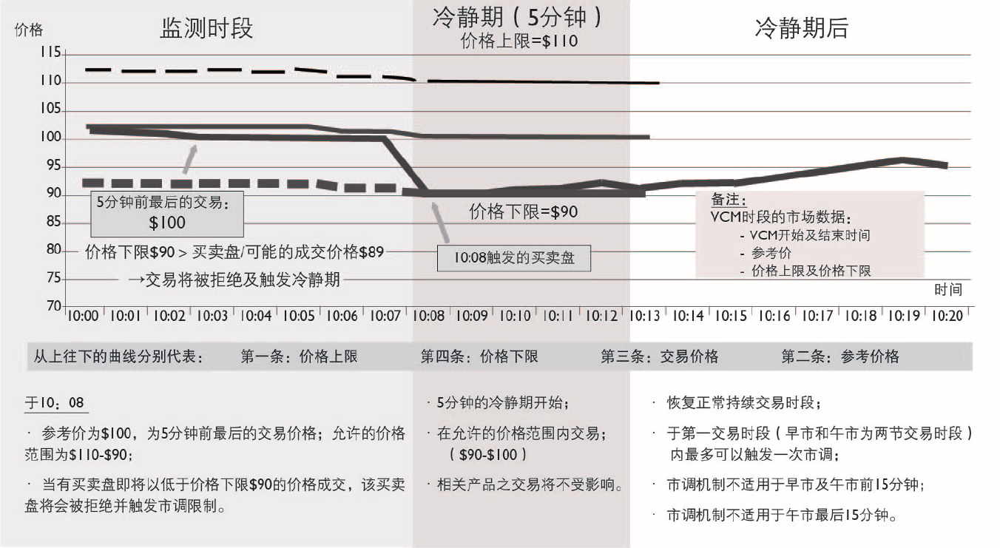 监测时段
冷静期（5分钟）
价格上限=$110
冷静期后
价格
115
110
105
100
95
90
85
80
75
70
5分钟前最后的交易：
$100
价格下限$90 > 买卖盘/可能的成交价格$89
→交易将被拒绝及触发冷静期
价格下限=$90
10:08触发的买卖盘
备注：
VCM时段的市场数据：
- VCM开始及结束时间
- 参考价
- 价格上限及价格下限
时间
10:00 10:01 10:02 10:03 10:04 10:05 10:06 10:07 10:08 10:09 10:10 10:11 10:12 10:13 10:14 10:15 10:16 10:17 10:18 10:19 10:20
从上往下的曲线分别代表： 第一条：价格上限 第四条：价格下限 第三条：交易价格 第二条：参考价格
于10：08
· 参考价为$100，为5分钟前最后的交易价格；允许的价格
范围为$110-$90；
· 当有买卖盘即将以低于价格下限$90的价格成交，该买卖
盘将会被拒绝并触发市调限制。
· 5分钟的冷静期开始；
· 在允许的价格范围内交易；
（$90-$100）
· 相关产品之交易将不受影响。
· 恢复正常持续交易时段；
· 于第一交易时段（早市和午市为两节交易时段）
内最多可以触发一次市调；
· 市调机制不适用于早市及午市前15分钟；
· 市调机制不适用于午市最后15分钟。